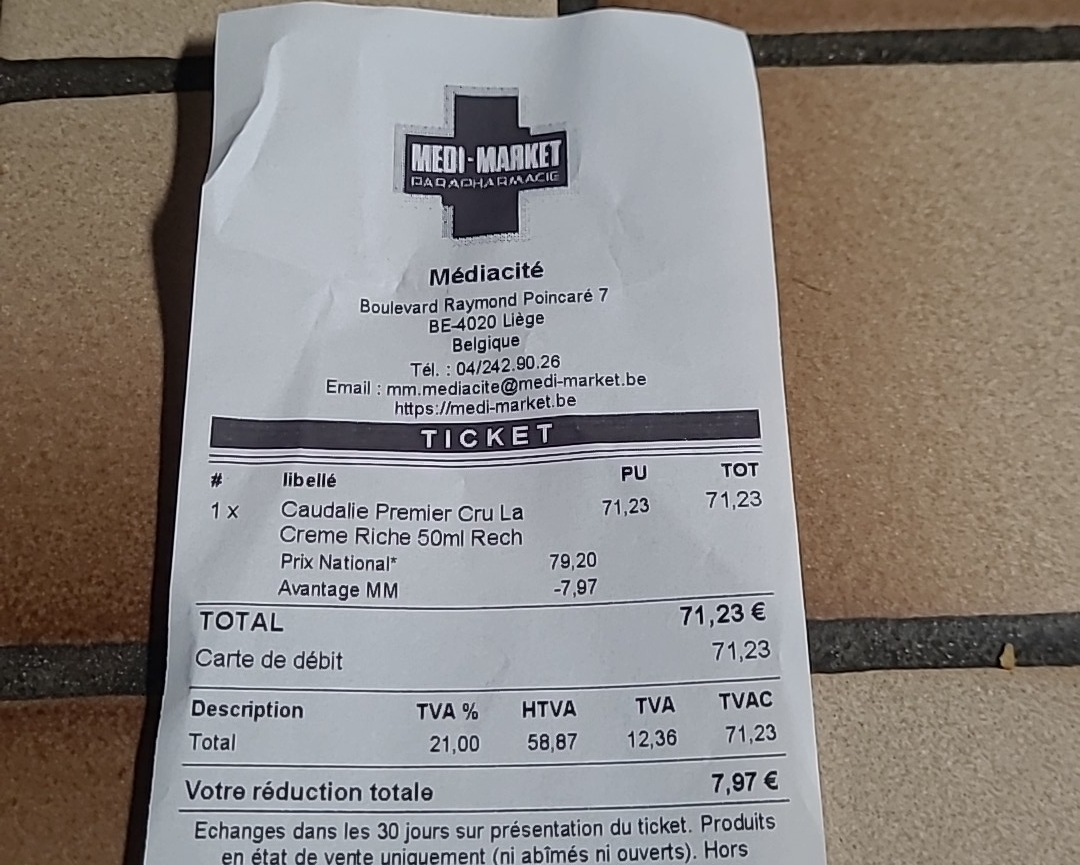 MEDI-MARKET
PARAPHARMACIE
Médiacité
Boulevard Raymond Poincaré 7
BE-4020 Liège
Belgique
Tél. : 04/242.90.26
Email : mm.mediacite@medi-market.be
https://medi-market.be
TICKET
# libellé PU TOT
1 x Caudalie Premier Cru La 71,23 71,23
Creme Riche 50ml Rech
Prix National* 79,20
Avantage MM -7,97
TOTAL 71,23 €
Carte de débit 71,23
Description TVA % HTVA TVA TVAC
Total 21,00 58,87 12,36 71,23
Votre réduction totale 7,97 €
Echanges dans les 30 jours sur présentation du ticket. Produits
en état de vente uniquement (ni abîmés ni ouverts). Hors